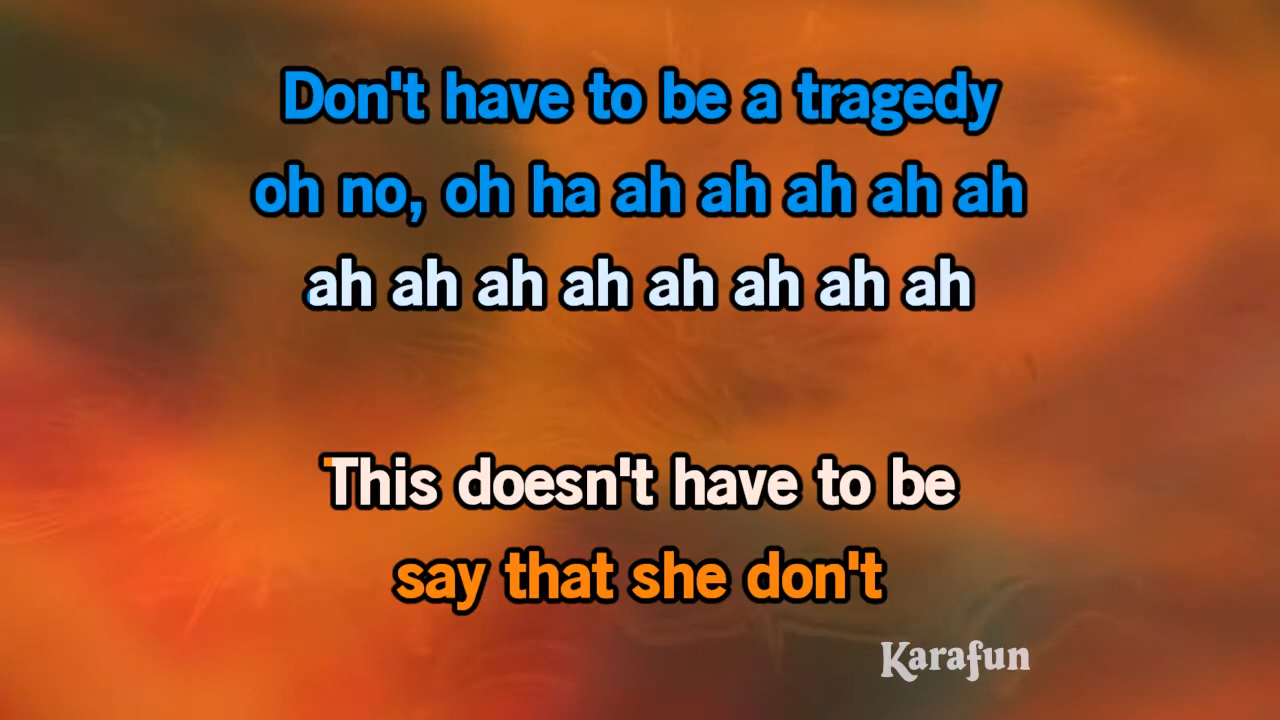 Don't have to be a tragedy
oh no, oh ha ah ah ah ah ah
ah ah ah ah ah ah ah ah
This doesn't have to be
say that she don't
Karafun